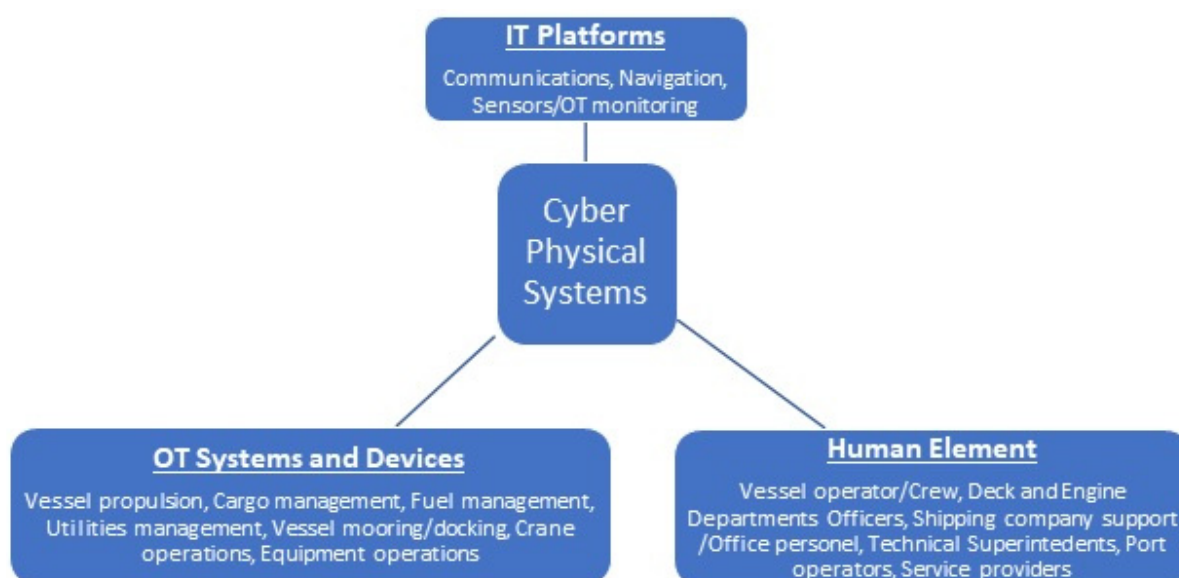 IT Platforms
Communications, Navigation,
Sensors/OT monitoring
Cyber
Physical
Systems
OT Systems and Devices
Vessel propulsion, Cargo management, Fuel management,
Utilities management, Vessel mooring/docking, Crane
operations, Equipment operations
Human Element
Vessel operator/Crew, Deck and Engine
Departments Officers, Shipping company support
/Office personel, Technical Superintedents, Port
operators, Service providers